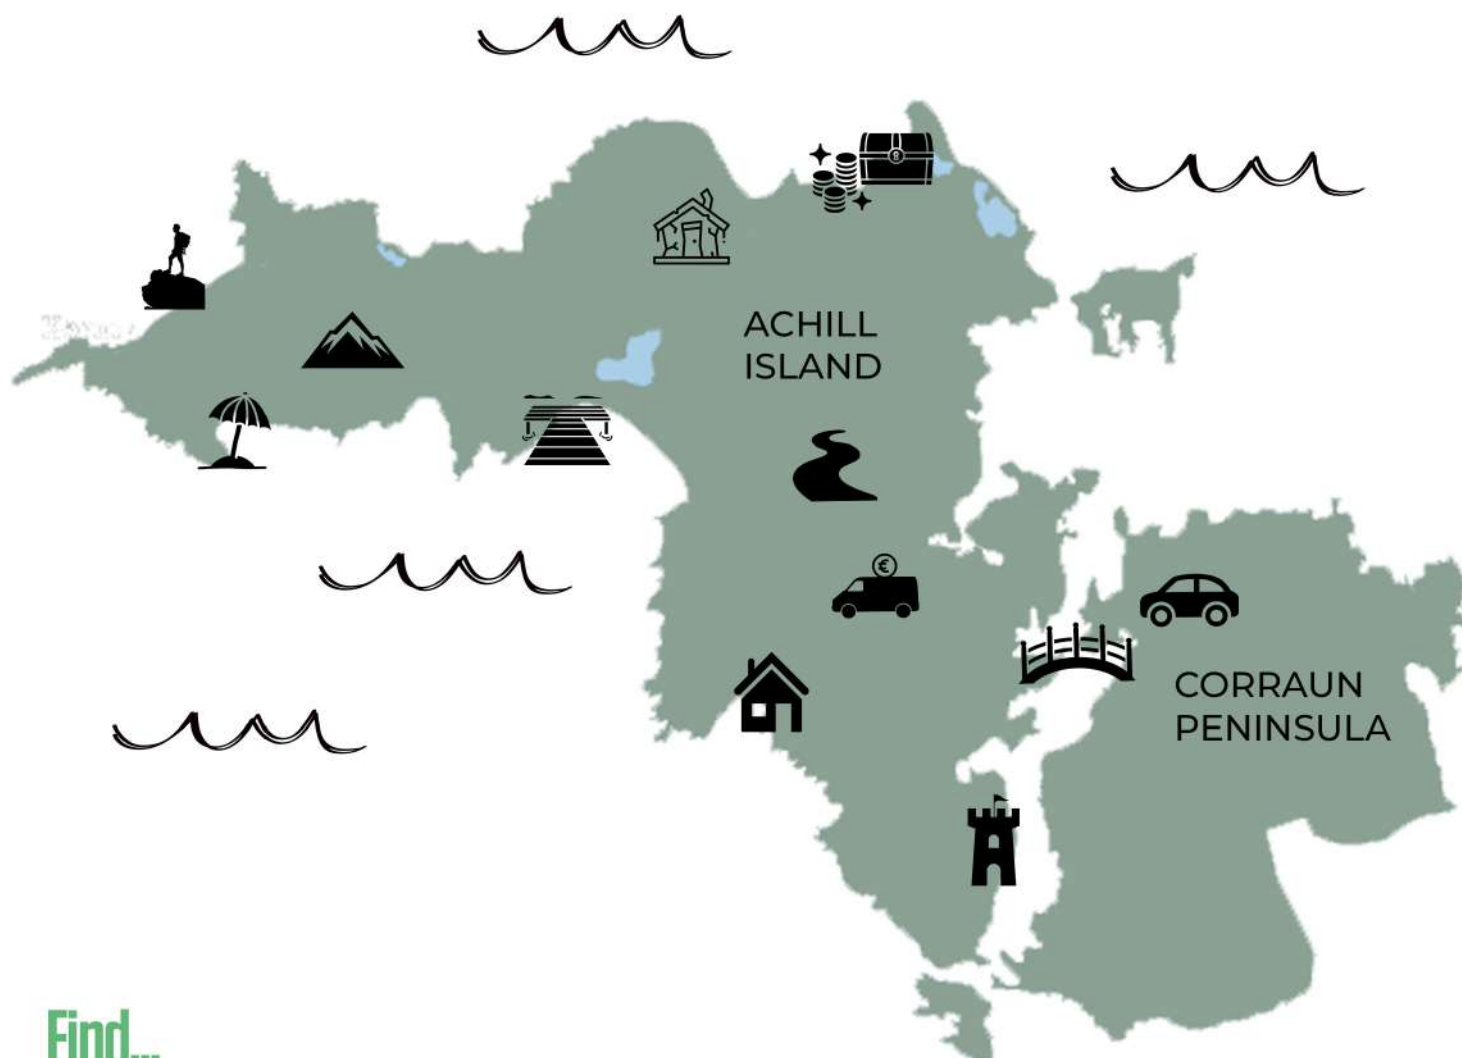 ACHILL
ISLAND
€
CORRAUN
PENINSULA
Find...